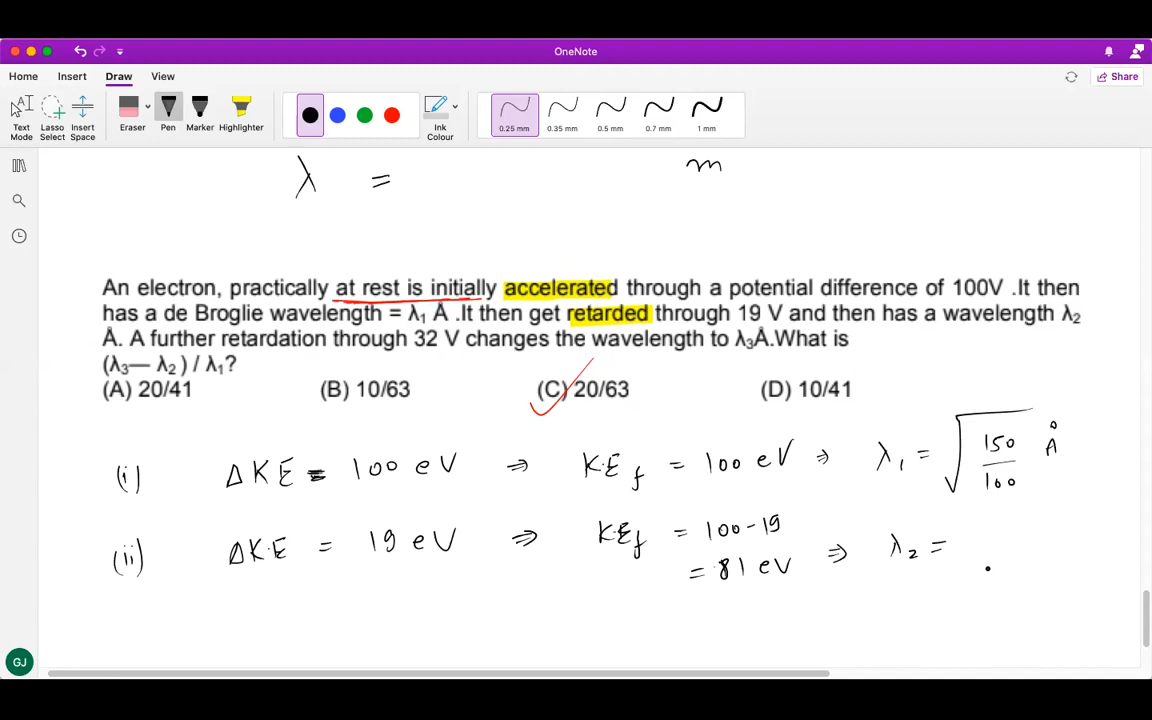 OneNote
Home Insert Draw View
Share
Text Mode
Lasso Select
Insert Space
Eraser
Pen
Marker
Highlighter
Ink Colour
0.25 mm
0.35 mm
0.5 mm
0.7 mm
1 mm
λ = m
An electron, practically at rest is initially accelerated through a potential difference of 100V .It then
has a de Broglie wavelength = λ₁ Å .It then get retarded through 19 V and then has a wavelength λ₂
Å. A further retardation through 32 V changes the wavelength to λ₃Å.What is
(λ₃— λ₂ ) / λ₁?
(A) 20/41 (B) 10/63 (C) 20/63 (D) 10/41
(i) ΔKE = 100 eV ⇒ K.E_f = 100 eV ⇒ λ₁ = √(150/100) Å
(ii) ΔK.E = 19 eV ⇒ K.E_f = 100-19
= 81 eV ⇒ λ₂ =
GJ